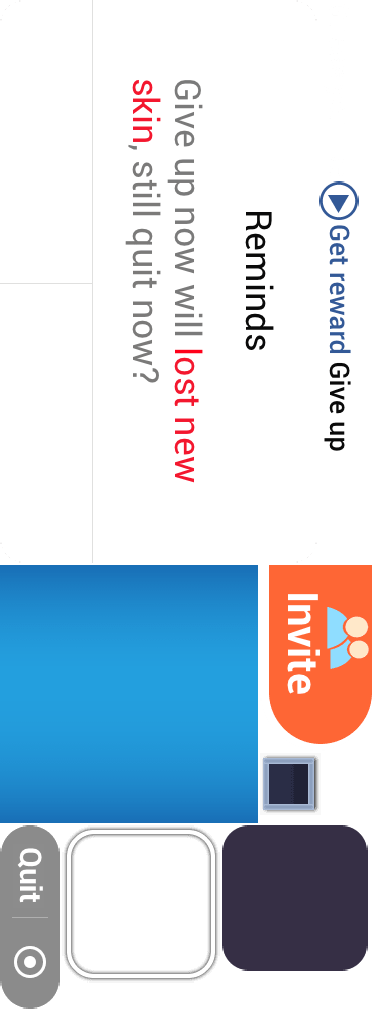 Get reward Give up
Reminds
Give up now will lost new
skin, still quit now?
Invite
Quit